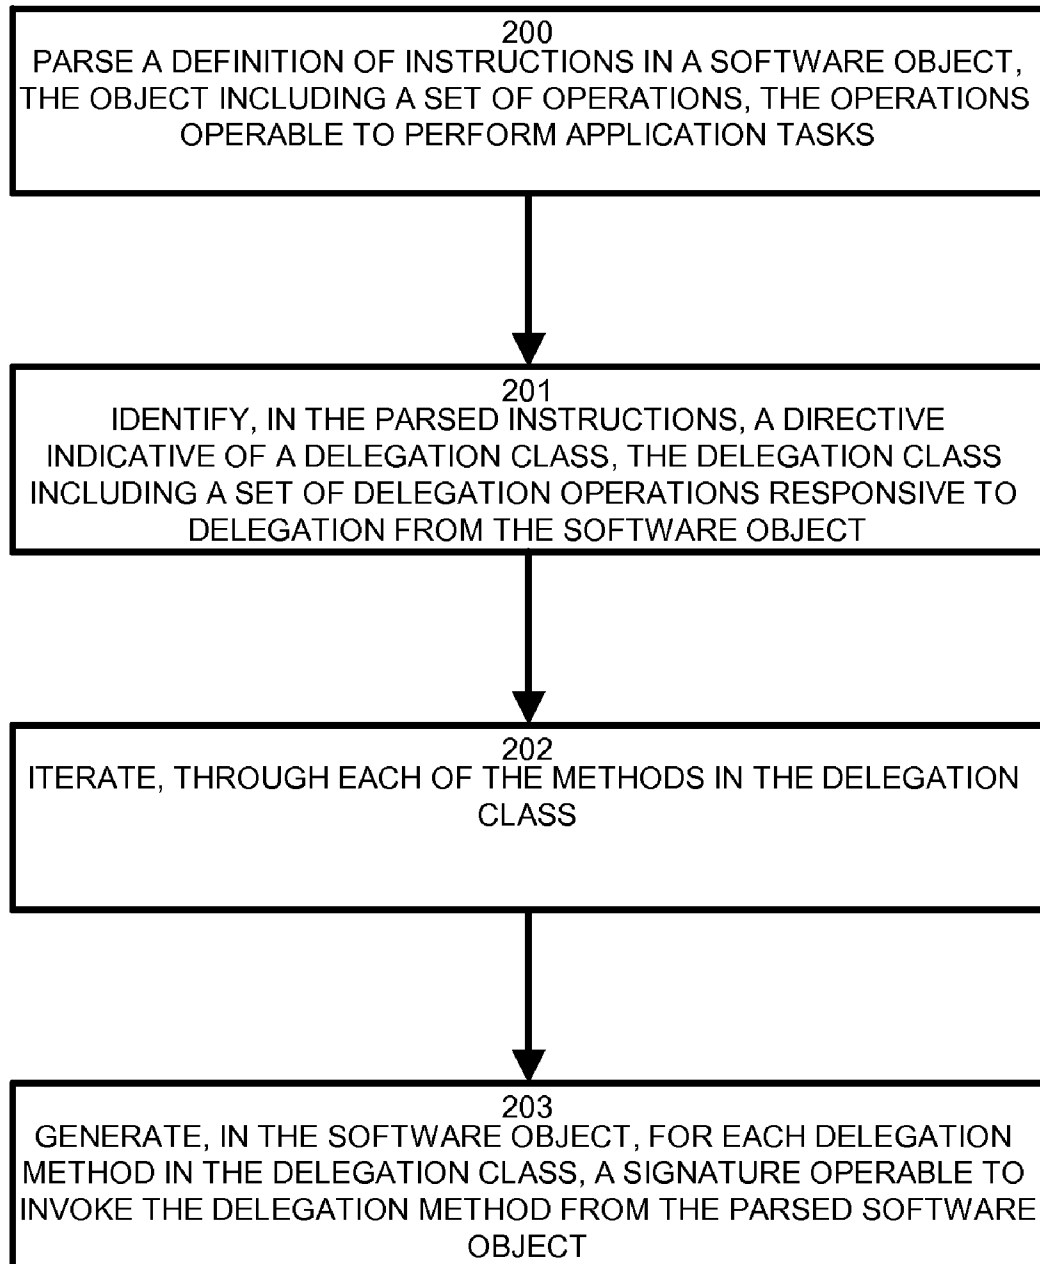 200
PARSE A DEFINITION OF INSTRUCTIONS IN A SOFTWARE OBJECT,
THE OBJECT INCLUDING A SET OF OPERATIONS, THE OPERATIONS
OPERABLE TO PERFORM APPLICATION TASKS
201
IDENTIFY, IN THE PARSED INSTRUCTIONS, A DIRECTIVE
INDICATIVE OF A DELEGATION CLASS, THE DELEGATION CLASS
INCLUDING A SET OF DELEGATION OPERATIONS RESPONSIVE TO
DELEGATION FROM THE SOFTWARE OBJECT
202
ITERATE, THROUGH EACH OF THE METHODS IN THE DELEGATION
CLASS
203
GENERATE, IN THE SOFTWARE OBJECT, FOR EACH DELEGATION
METHOD IN THE DELEGATION CLASS, A SIGNATURE OPERABLE TO
INVOKE THE DELEGATION METHOD FROM THE PARSED SOFTWARE
OBJECT